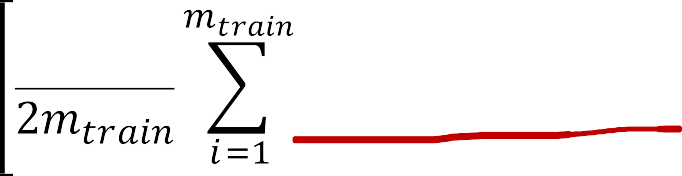 [ 
m_train
2m_train ∑
i=1